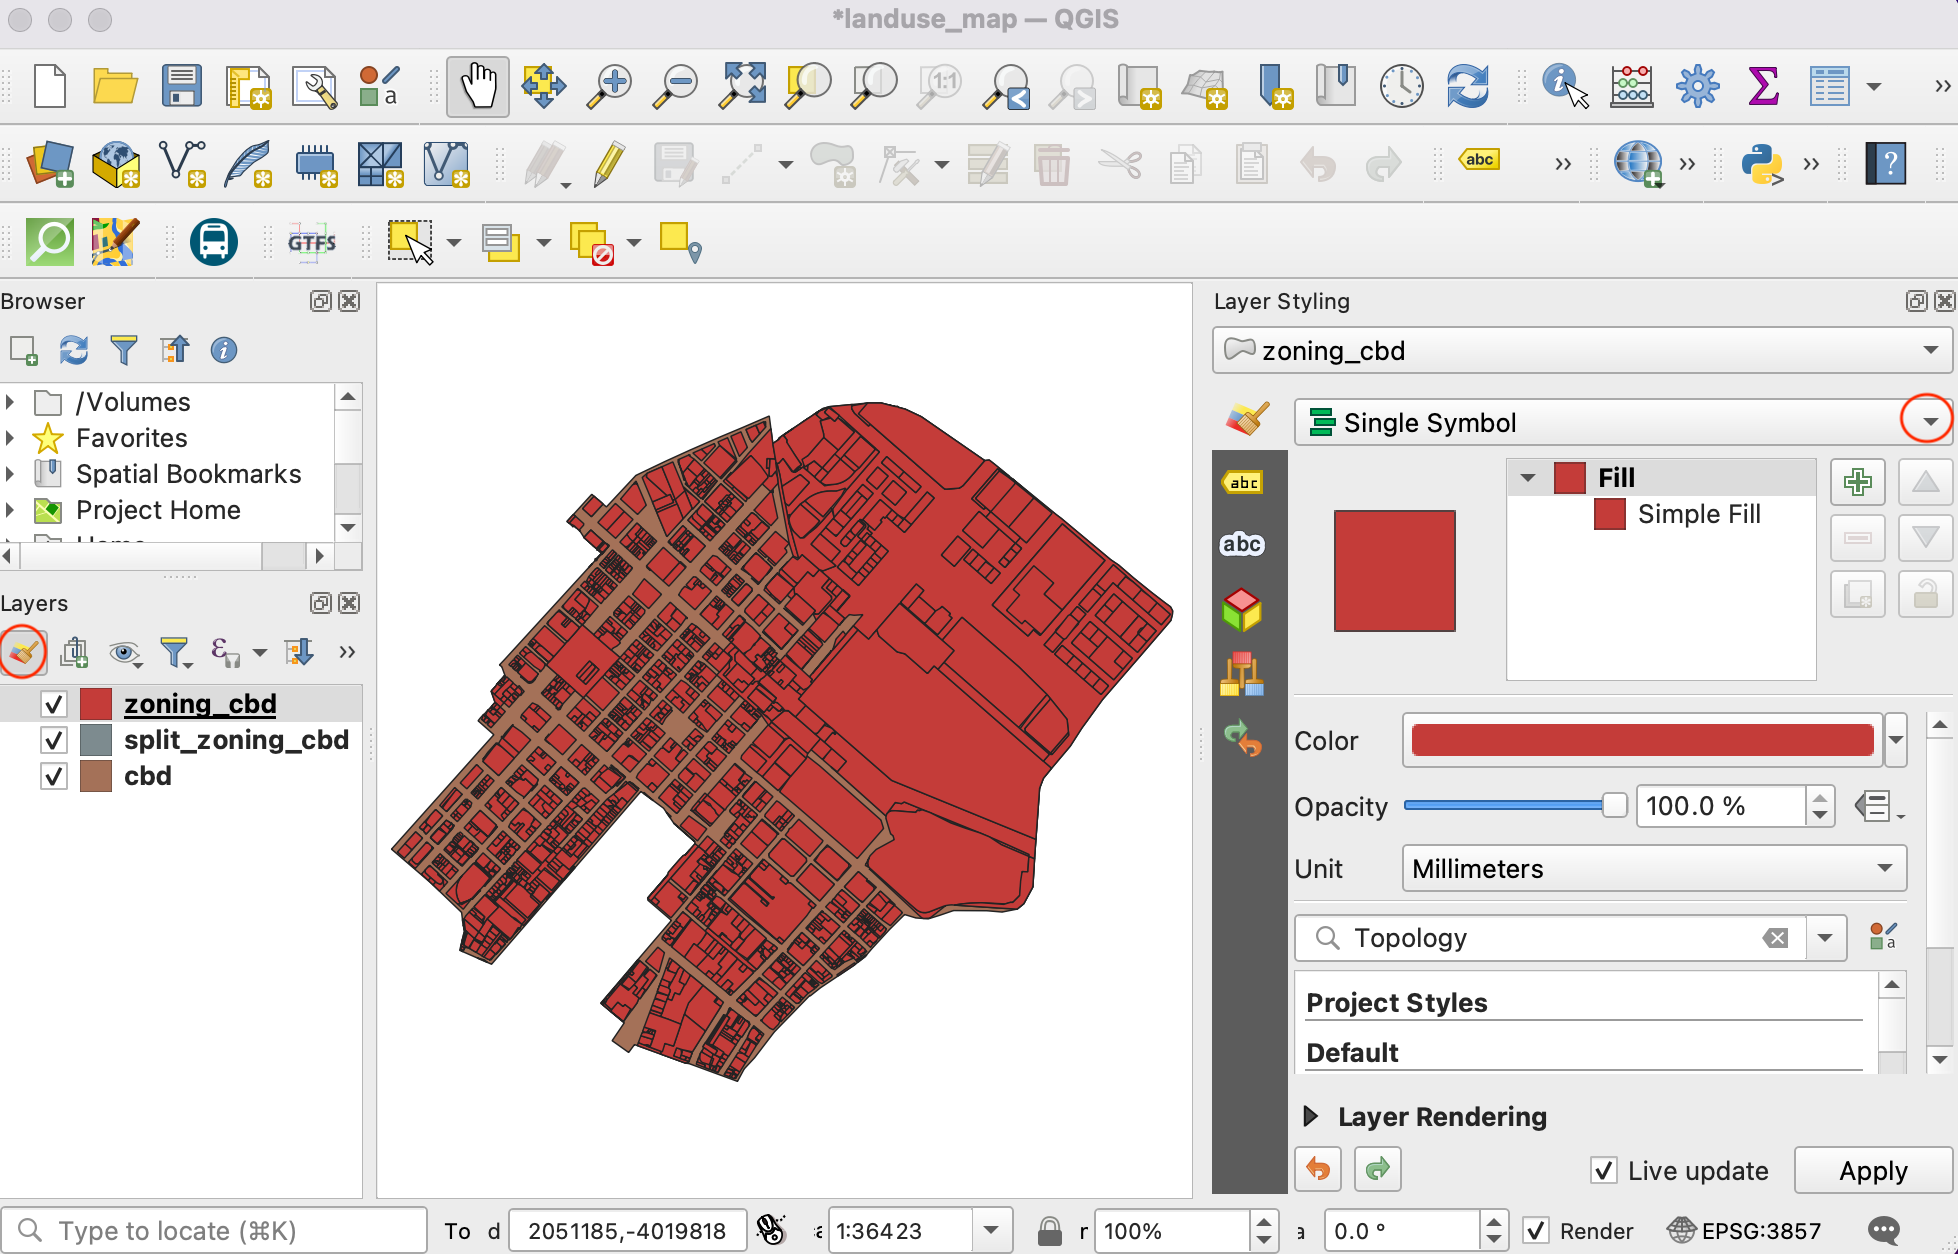 *landuse_map — QGIS
1:1
a
Σ
abc
?
GTFS
Browser
/Volumes
Favorites
Spatial Bookmarks
Project Home
Layers
ε
zoning_cbd
split_zoning_cbd
cbd
Layer Styling
zoning_cbd
Single Symbol
abc
abc
Fill
Simple Fill
Color
Opacity
100.0 %
Unit
Millimeters
Topology
a
Project Styles
Default
Layer Rendering
Live update
Apply
Type to locate (⌘K)
To d
2051185,-4019818
1:36423
r
100%
a
0.0 °
Render
EPSG:3857